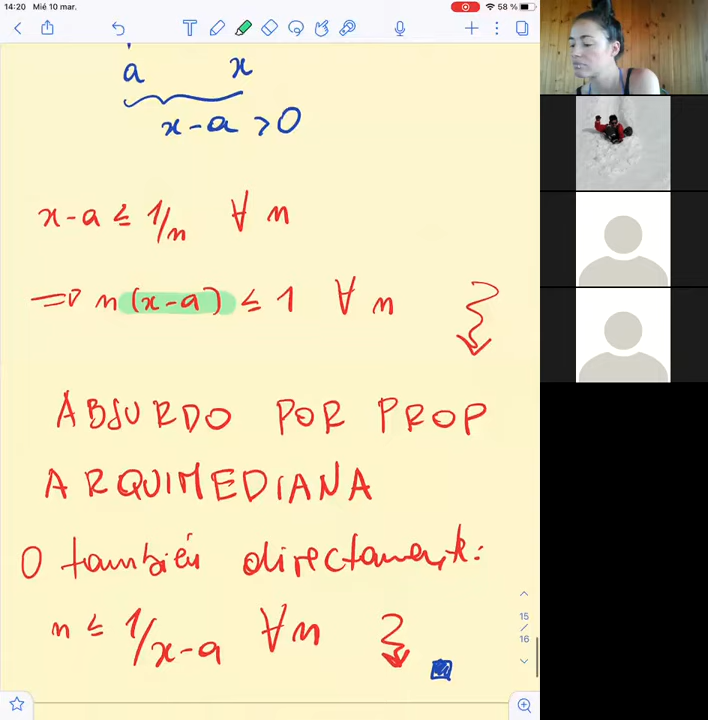 14:20 Mié 10 mar. 58 %
a x
x-a > 0
x-a ≤ 1/n ∀ n
⇒ n (x-a) ≤ 1 ∀ n
ABSURDO POR PROP
ARQUIMEDIANA
O también directament:
n ≤ 1/x-a ∀ n
15
/
16